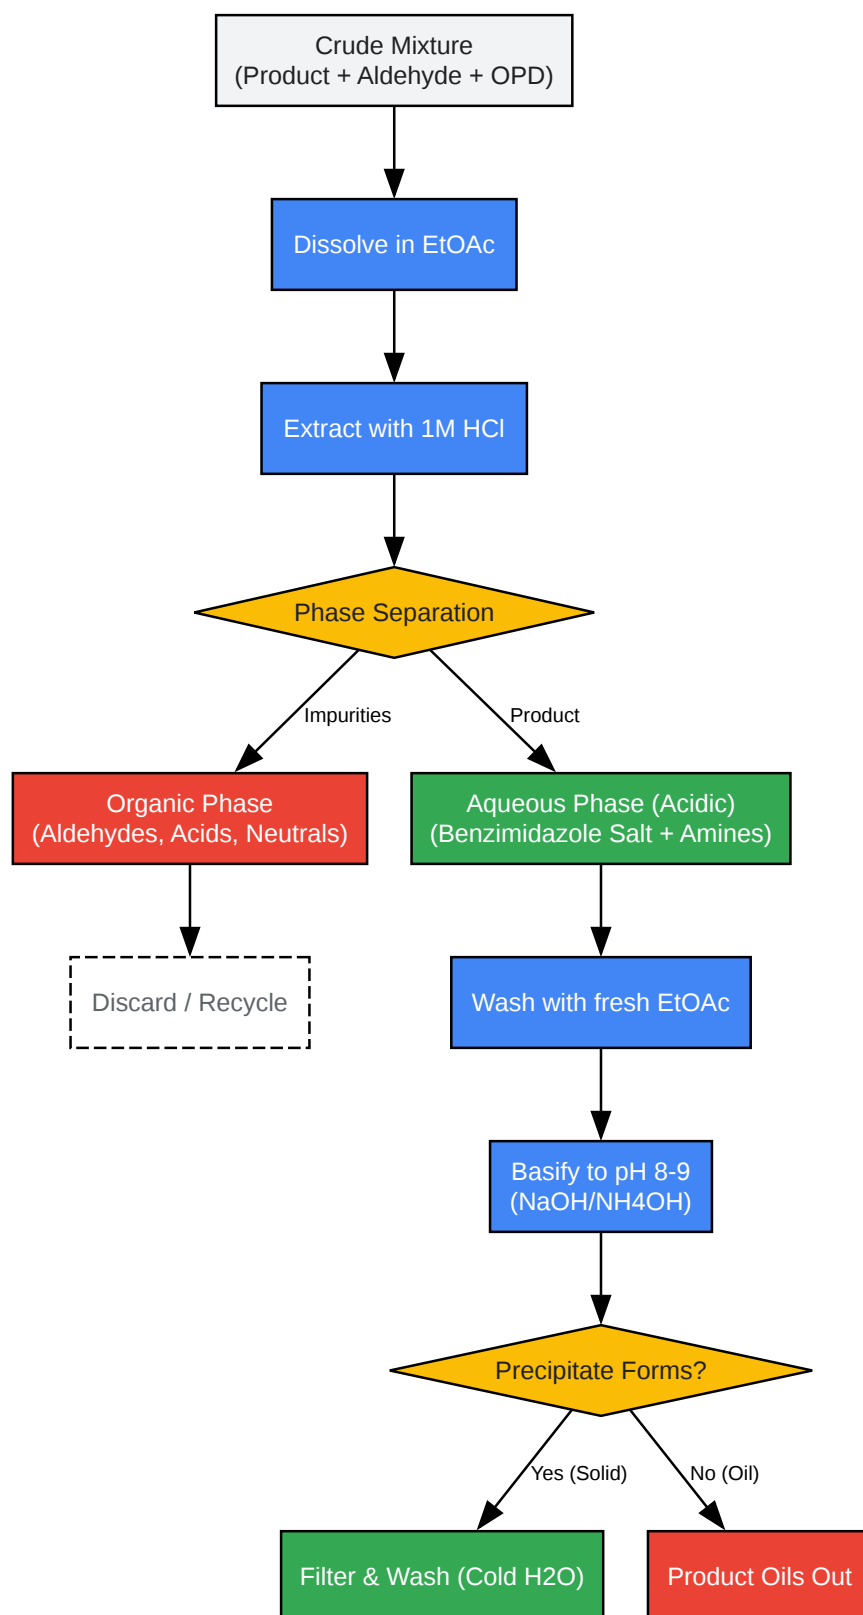 Crude Mixture
(Product + Aldehyde + OPD)
Dissolve in EtOAc
Extract with 1M HCl
Phase Separation
Impurities
Product
Organic Phase
(Aldehydes, Acids, Neutrals)
Aqueous Phase (Acidic)
(Benzimidazole Salt + Amines)
Discard / Recycle
Wash with fresh EtOAc
Basify to pH 8-9
(NaOH/NH4OH)
Precipitate Forms?
Yes (Solid)
No (Oil)
Filter & Wash (Cold H2O)
Product Oils Out